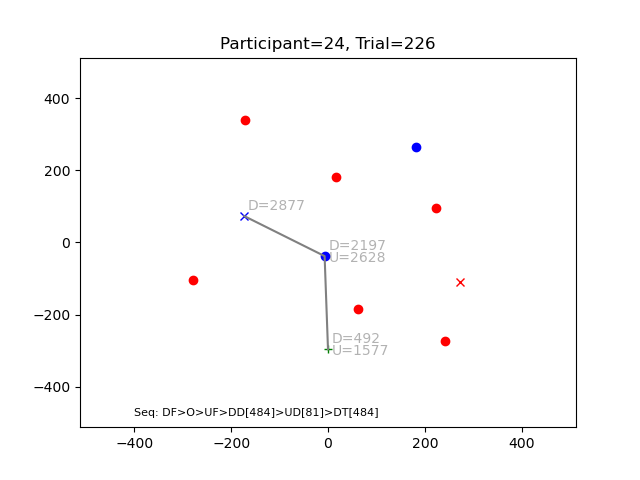 Participant=24, Trial=226
400
200
0
−200
−400
D=2877
D=2197
U=2628
D=492
U=1577
Seq: DF>O>UF>DD[484]>UD[81]>DT[484]
−400 −200 0 200 400